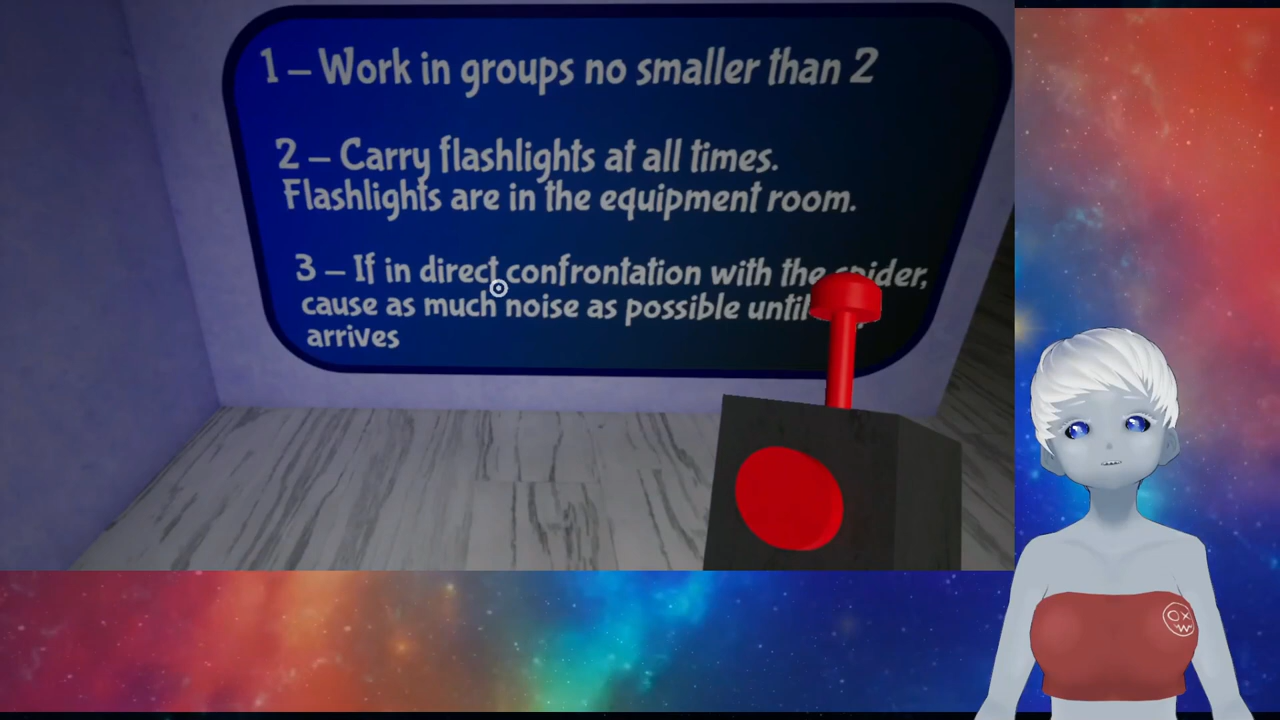 1 – Work in groups no smaller than 2
2 – Carry flashlights at all times.
Flashlights are in the equipment room.
3 – If in direct confrontation with the spider,
cause as much noise as possible until
arrives